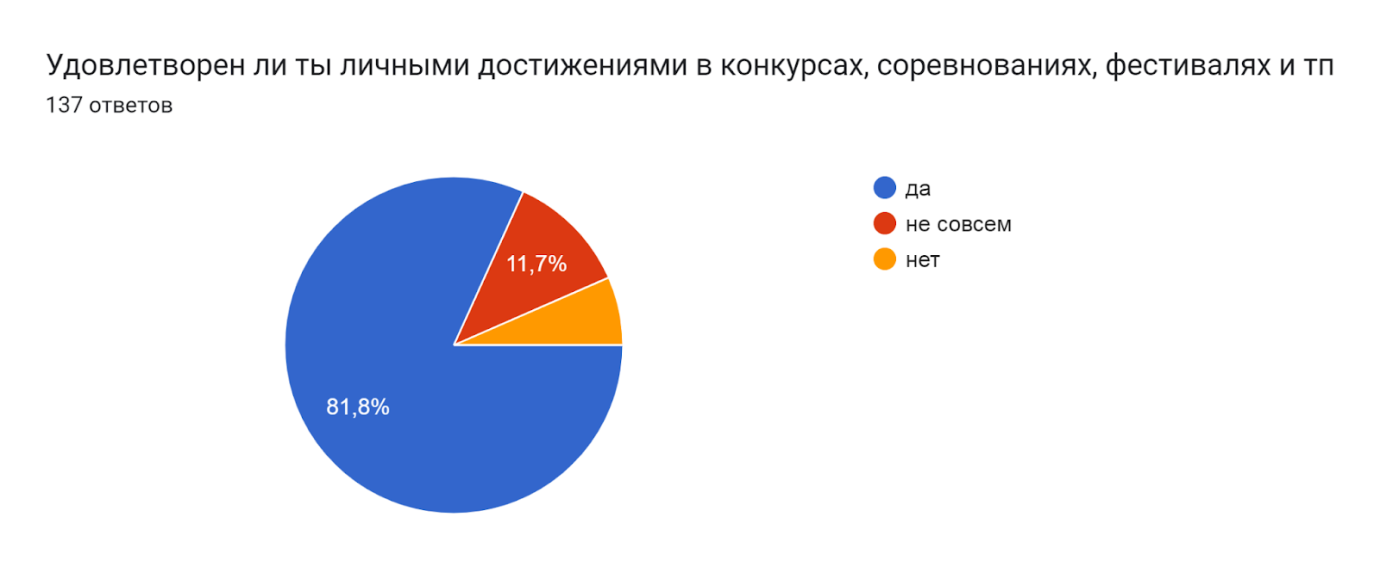 Удовлетворен ли ты личными достижениями в конкурсах, соревнованиях, фестивалях и тп
137 ответов
да
не совсем
нет
11,7%
81,8%